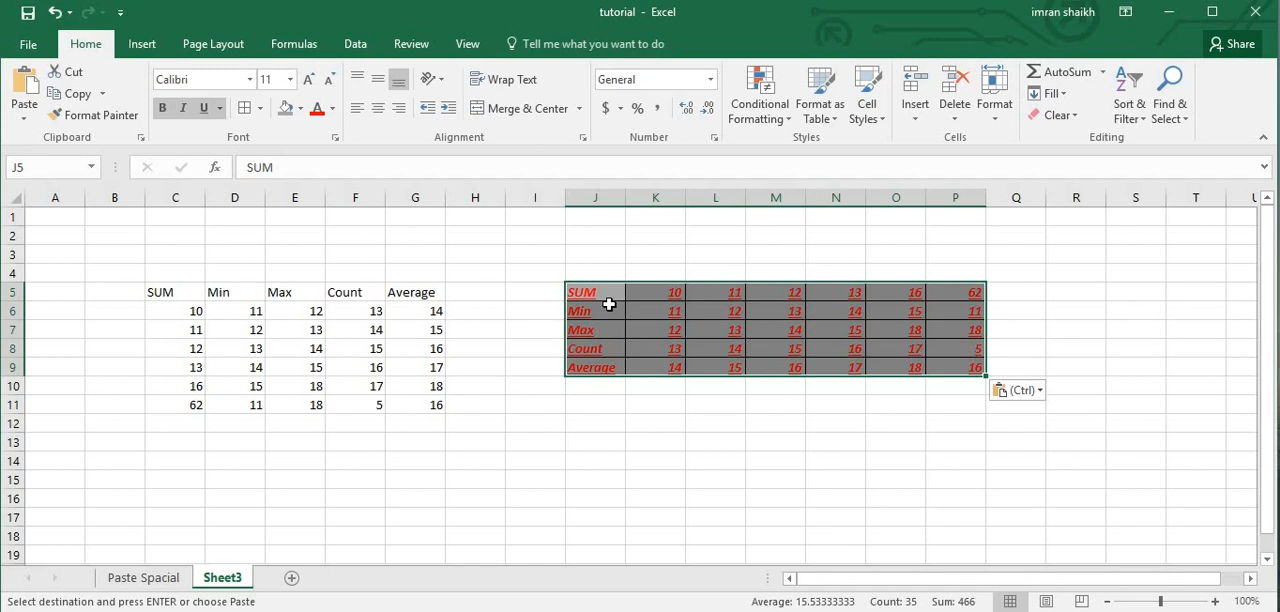 tutorial - Excel
imran shaikh
File Home Insert Page Layout Formulas Data Review View Tell me what you want to do Share
Paste
Cut
Copy
Format Painter
Clipboard
Calibri 11 A A
B I U A
Font
Wrap Text
Merge & Center
Alignment
General
$ % , .0 .00 .00 .0
Number
Conditional Formatting
Format as Table
Cell Styles
Styles
Insert
Delete
Format
Cells
AutoSum
Fill
Clear
Sort & Filter
Find & Select
Editing
J5 fx SUM
A B C D E F G H I J K L M N O P Q R S T U
1
2
3
4
5 SUM Min Max Count Average SUM 10 11 12 13 16 62
6 10 11 12 13 14 Min 11 12 13 14 15 11
7 11 12 13 14 15 Max 12 13 14 15 18 18
8 12 13 14 15 16 Count 13 14 15 16 17 5
9 13 14 15 16 17 Average 14 15 16 17 18 16
10 16 15 18 17 18
11 62 11 18 5 16
(Ctrl)
12
13
14
15
16
17
18
19
Paste Spacial Sheet3
Select destination and press ENTER or choose Paste Average: 15.53333333 Count: 35 Sum: 466 100%